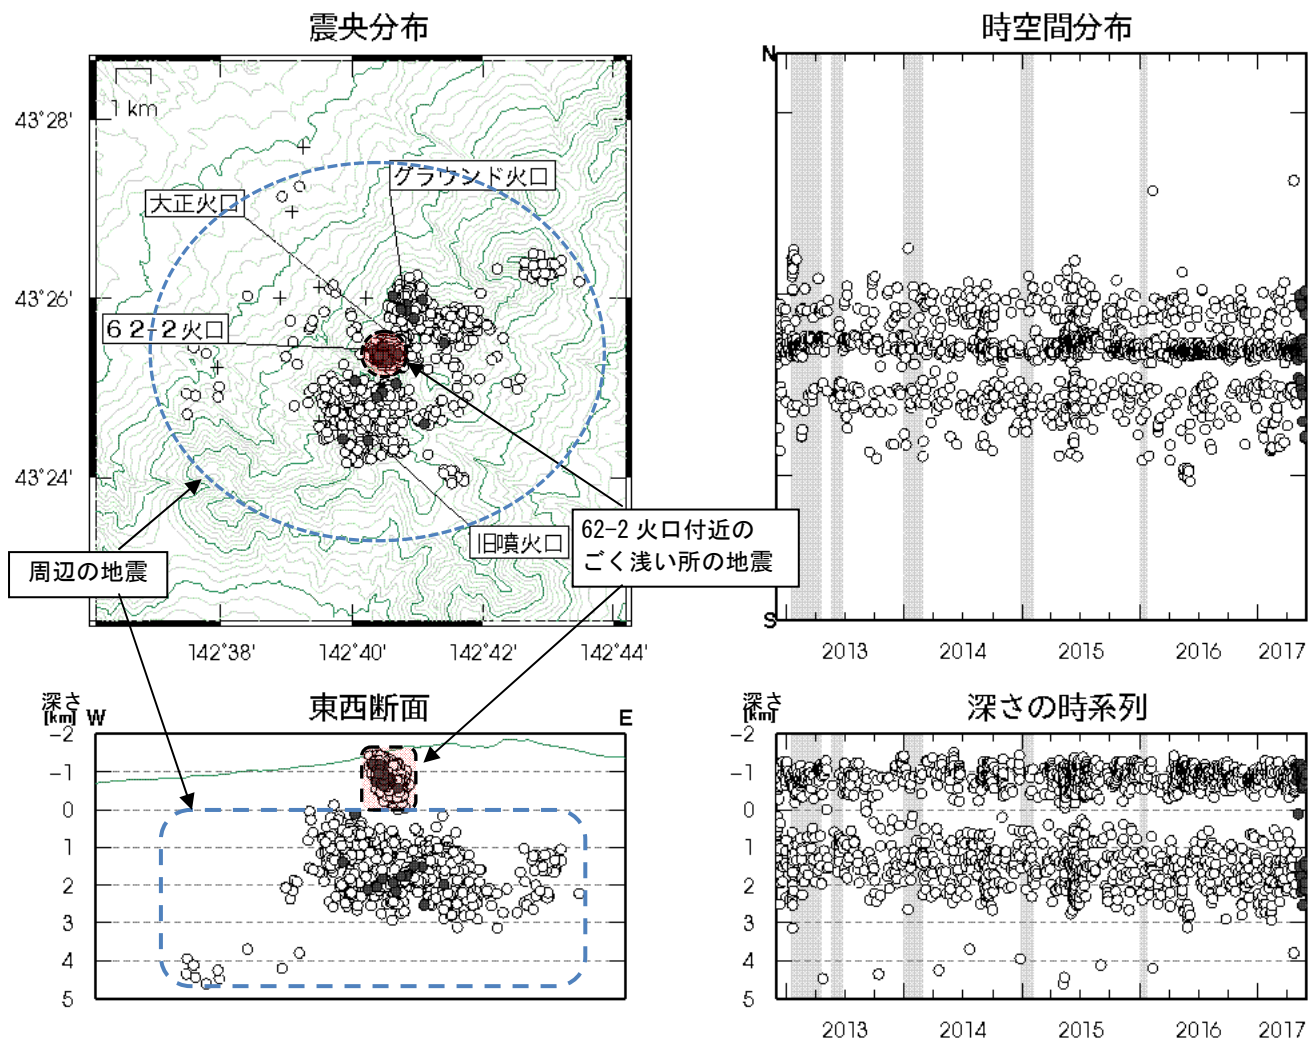 震央分布
1 km
43°28'
43°26'
43°24'
グラウンド火口
大正火口
62-2火口
旧噴火口
周辺の地震
62-2 火口付近の
ごく浅い所の地震
142°38'
142°40'
142°42'
142°44'
時空間分布
N
S
2013
2014
2015
2016
2017
東西断面
深さ
[km]
W
E
-2
-1
0
1
2
3
4
5
深さの時系列
深さ
[km]
-2
-1
0
1
2
3
4
5
2013
2014
2015
2016
2017